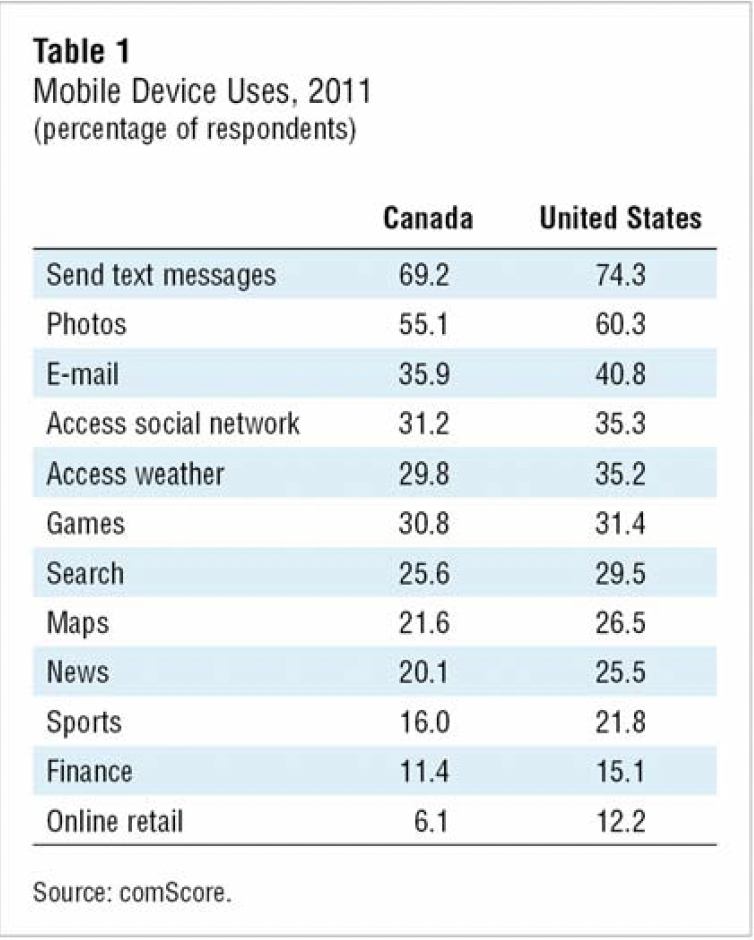 Table 1
Mobile Device Uses, 2011
(percentage of respondents)
Canada United States
Send text messages 69.2 74.3
Photos 55.1 60.3
E-mail 35.9 40.8
Access social network 31.2 35.3
Access weather 29.8 35.2
Games 30.8 31.4
Search 25.6 29.5
Maps 21.6 26.5
News 20.1 25.5
Sports 16.0 21.8
Finance 11.4 15.1
Online retail 6.1 12.2
Source: comScore.